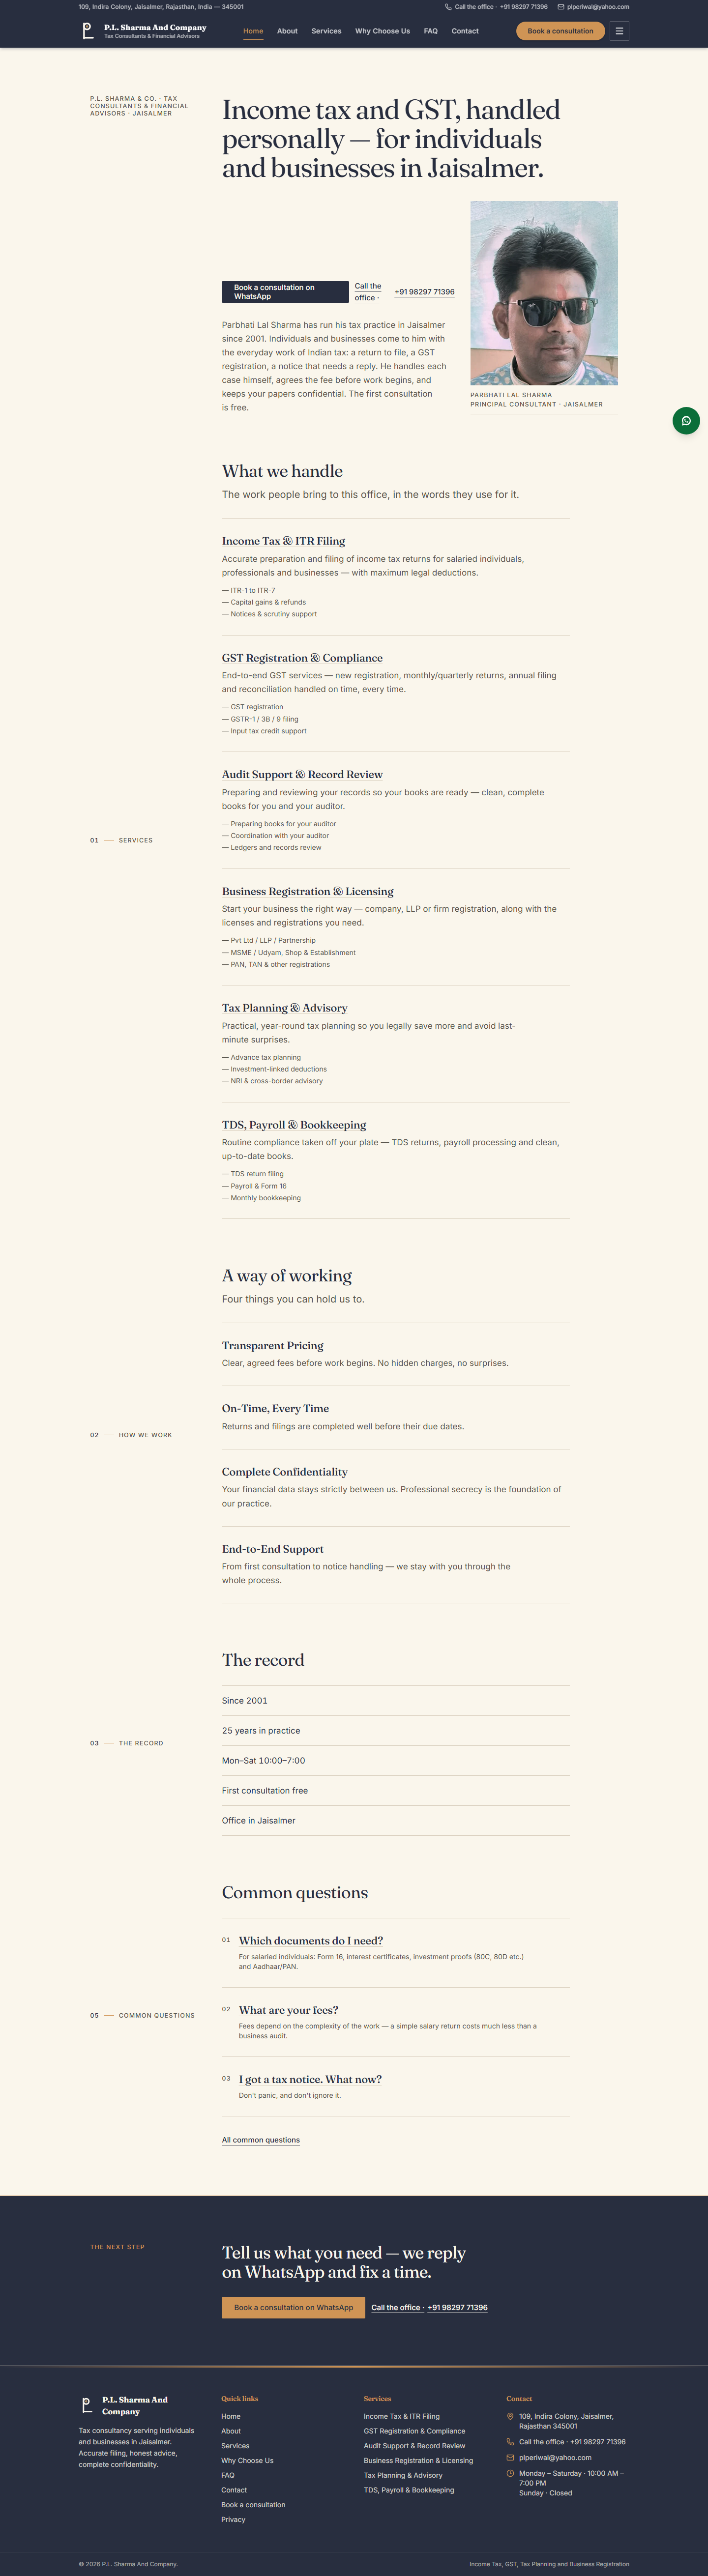 109, Indira Colony, Jaisalmer, Rajasthan, India — 345001
Call the office · +91 98297 71396
plperiwal@yahoo.com
P.L. Sharma And Company
Tax Consultants & Financial Advisors
Home
About
Services
Why Choose Us
FAQ
Contact
Book a consultation
P.L. SHARMA & CO. · TAX
CONSULTANTS & FINANCIAL
ADVISORS · JAISALMER
Income tax and GST, handled
personally — for individuals
and businesses in Jaisalmer.
Book a consultation on
WhatsApp
Call the
office ·
+91 98297 71396
Parbhati Lal Sharma has run his tax practice in Jaisalmer
since 2001. Individuals and businesses come to him with
the everyday work of Indian tax: a return to file, a GST
registration, a notice that needs a reply. He handles each
case himself, agrees the fee before work begins, and
keeps your papers confidential. The first consultation
is free.
PARBHATI LAL SHARMA
PRINCIPAL CONSULTANT · JAISALMER
01 — SERVICES
What we handle
The work people bring to this office, in the words they use for it.
Income Tax & ITR Filing
Accurate preparation and filing of income tax returns for salaried individuals,
professionals and businesses — with maximum legal deductions.
— ITR-1 to ITR-7
— Capital gains & refunds
— Notices & scrutiny support
GST Registration & Compliance
End-to-end GST services — new registration, monthly/quarterly returns, annual filing
and reconciliation handled on time, every time.
— GST registration
— GSTR-1 / 3B / 9 filing
— Input tax credit support
Audit Support & Record Review
Preparing and reviewing your records so your books are ready — clean, complete
books for you and your auditor.
— Preparing books for your auditor
— Coordination with your auditor
— Ledgers and records review
Business Registration & Licensing
Start your business the right way — company, LLP or firm registration, along with the
licenses and registrations you need.
— Pvt Ltd / LLP / Partnership
— MSME / Udyam, Shop & Establishment
— PAN, TAN & other registrations
Tax Planning & Advisory
Practical, year-round tax planning so you legally save more and avoid last-
minute surprises.
— Advance tax planning
— Investment-linked deductions
— NRI & cross-border advisory
TDS, Payroll & Bookkeeping
Routine compliance taken off your plate — TDS returns, payroll processing and clean,
up-to-date books.
— TDS return filing
— Payroll & Form 16
— Monthly bookkeeping
02 — HOW WE WORK
A way of working
Four things you can hold us to.
Transparent Pricing
Clear, agreed fees before work begins. No hidden charges, no surprises.
On-Time, Every Time
Returns and filings are completed well before their due dates.
Complete Confidentiality
Your financial data stays strictly between us. Professional secrecy is the foundation of
our practice.
End-to-End Support
From first consultation to notice handling — we stay with you through the
whole process.
03 — THE RECORD
The record
Since 2001
25 years in practice
Mon–Sat 10:00–7:00
First consultation free
Office in Jaisalmer
05 — COMMON QUESTIONS
Common questions
01 Which documents do I need?
For salaried individuals: Form 16, interest certificates, investment proofs (80C, 80D etc.)
and Aadhaar/PAN.
02 What are your fees?
Fees depend on the complexity of the work — a simple salary return costs much less than a
business audit.
03 I got a tax notice. What now?
Don't panic, and don't ignore it.
All common questions
THE NEXT STEP
Tell us what you need — we reply
on WhatsApp and fix a time.
Book a consultation on WhatsApp
Call the office · +91 98297 71396
P.L. Sharma And
Company
Tax consultancy serving individuals
and businesses in Jaisalmer.
Accurate filing, honest advice,
complete confidentiality.
Quick links
Home
About
Services
Why Choose Us
FAQ
Contact
Book a consultation
Privacy
Services
Income Tax & ITR Filing
GST Registration & Compliance
Audit Support & Record Review
Business Registration & Licensing
Tax Planning & Advisory
TDS, Payroll & Bookkeeping
Contact
109, Indira Colony, Jaisalmer,
Rajasthan 345001
Call the office · +91 98297 71396
plperiwal@yahoo.com
Monday – Saturday · 10:00 AM –
7:00 PM
Sunday · Closed
© 2026 P.L. Sharma And Company.
Income Tax, GST, Tax Planning and Business Registration